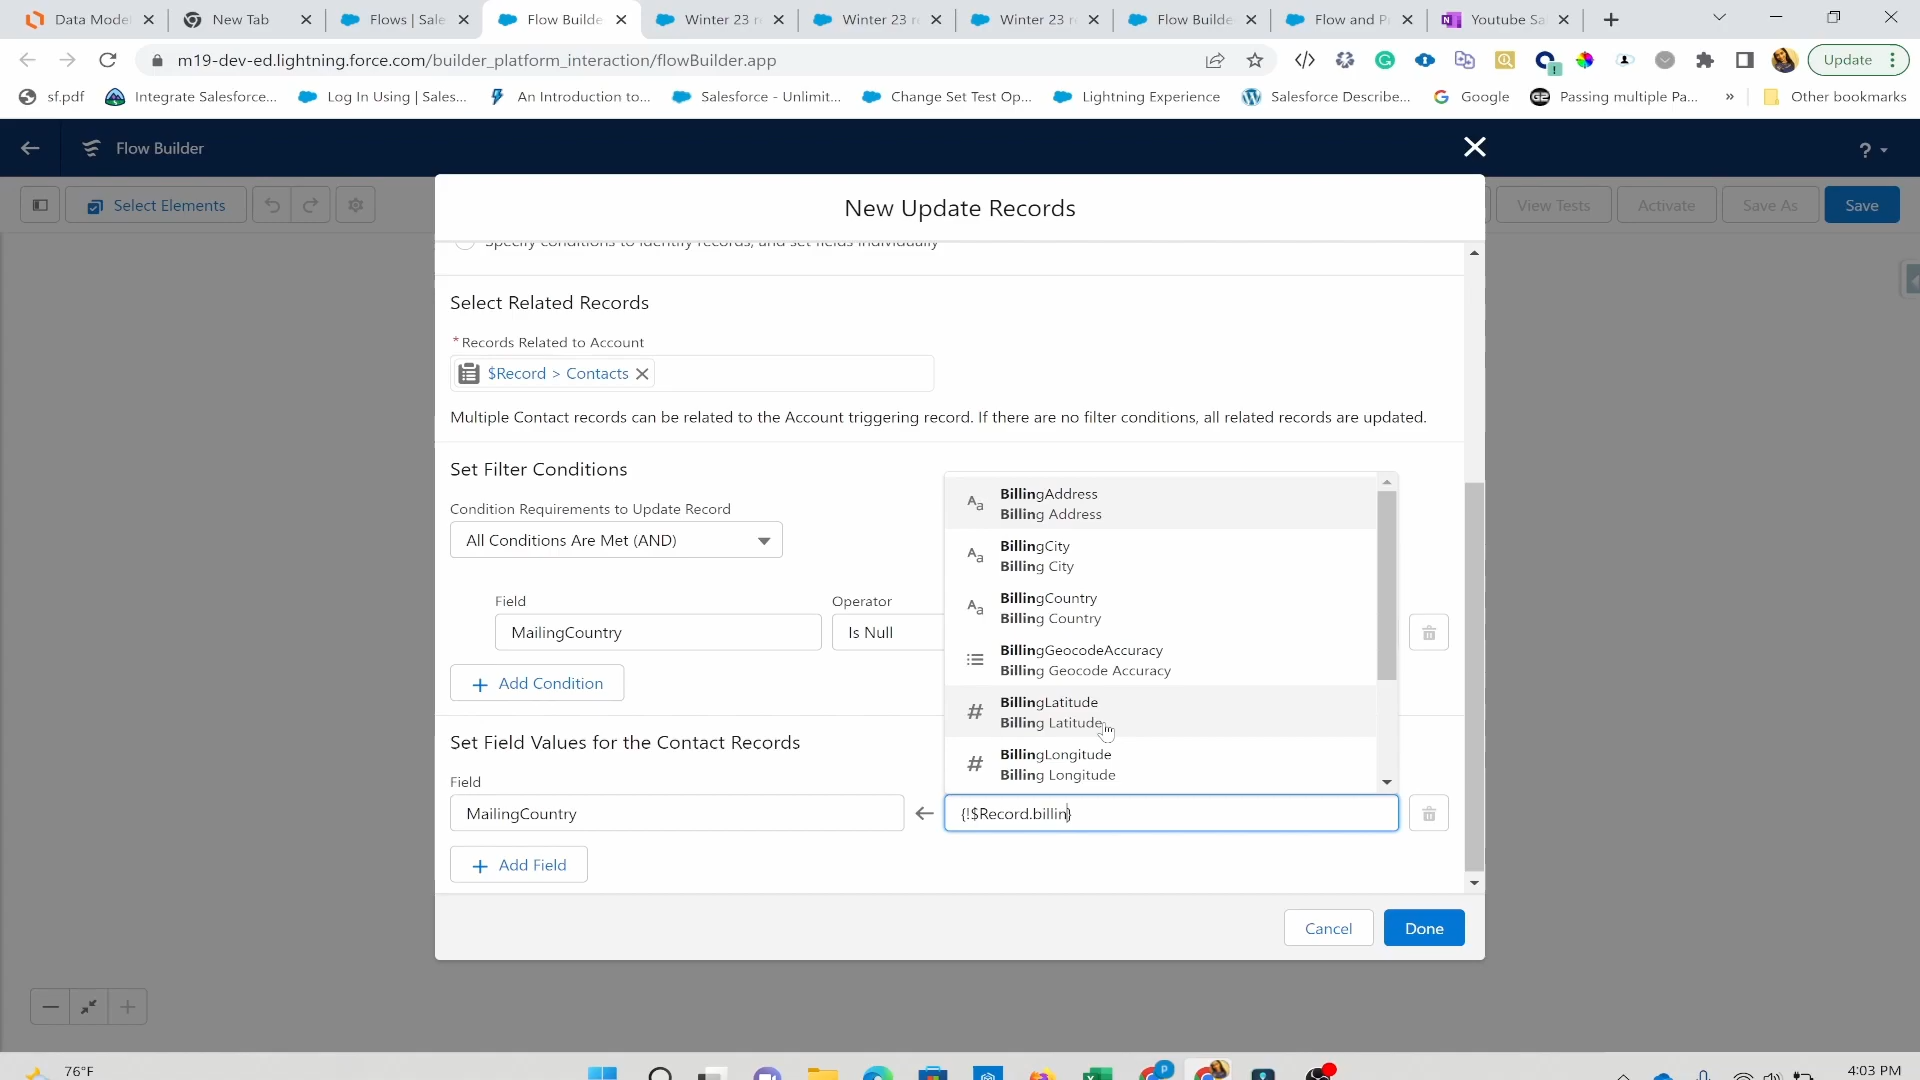 Data Model
New Tab
Flows | Sale
Flow Builde
Winter 23 r
Winter 23 r
Winter 23 r
Flow Builde
Flow and P
Youtube Sa
m19-dev-ed.lightning.force.com/builder_platform_interaction/flowBuilder.app
Update
sf.pdf
Integrate Salesforce...
Log In Using | Sales...
An Introduction to...
Salesforce - Unlimit...
Change Set Test Op...
Lightning Experience
Salesforce Describe...
Google
Passing multiple Pa...
»
Other bookmarks
Flow Builder
?
Select Elements
View Tests
Activate
Save As
Save
New Update Records
Specify conditions to identify records, and set fields individually
Select Related Records
*Records Related to Account
$Record > Contacts
Multiple Contact records can be related to the Account triggering record. If there are no filter conditions, all related records are updated.
Set Filter Conditions
Condition Requirements to Update Record
All Conditions Are Met (AND)
Field
Operator
MailingCountry
Is Null
+ Add Condition
BillingAddress
Billing Address
BillingCity
Billing City
BillingCountry
Billing Country
BillingGeocodeAccuracy
Billing Geocode Accuracy
BillingLatitude
Billing Latitude
BillingLongitude
Billing Longitude
Set Field Values for the Contact Records
Field
MailingCountry
{!$Record.billin}
+ Add Field
Cancel
Done
76°F
4:03 PM